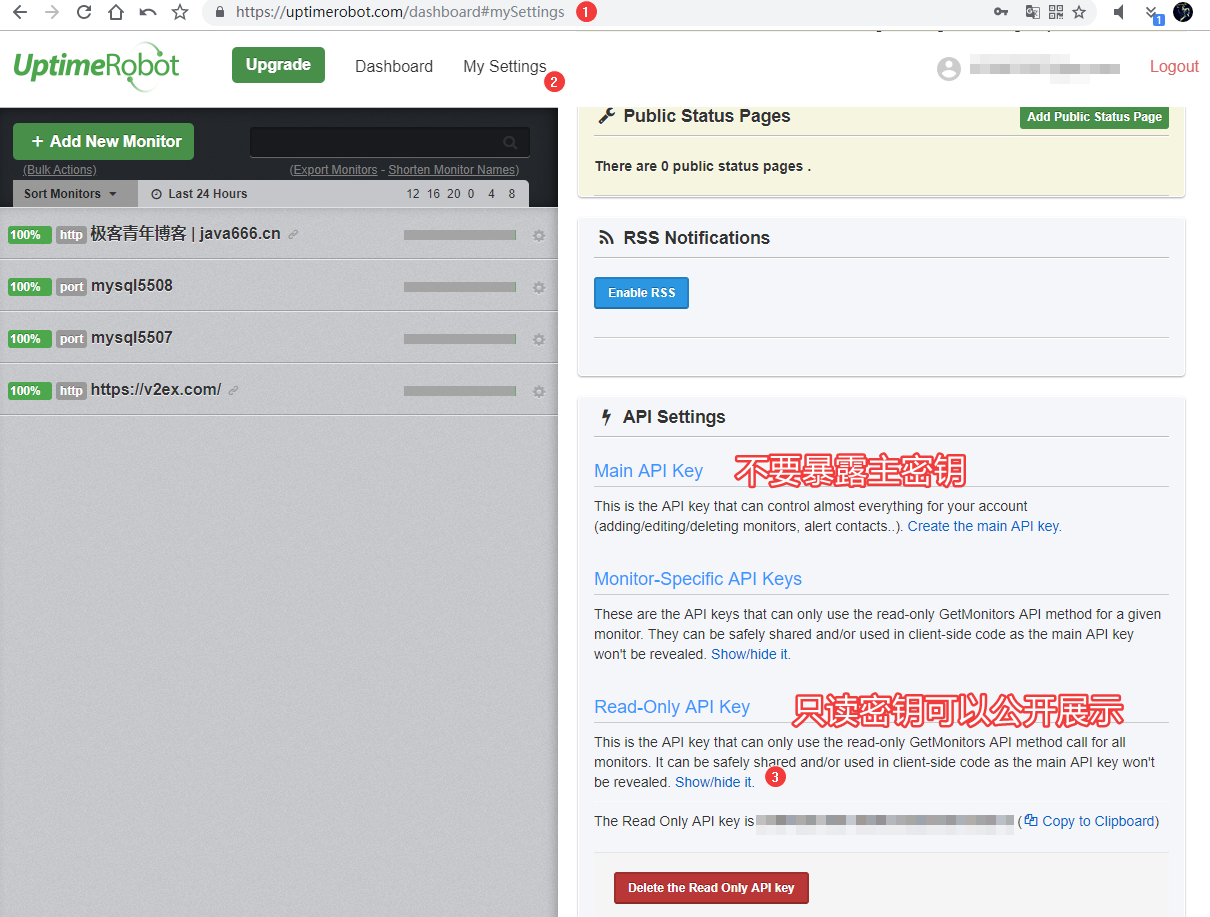 https://uptimerobot.com/dashboard#mySettings 1
1
UptimeRobot
Upgrade
Dashboard
My Settings
2
Logout
+ Add New Monitor
(Bulk Actions)
(Export Monitors - Shorten Monitor Names)
Sort Monitors
Last 24 Hours
12 16 20 0 4 8
100% http 极客青年博客 | java666.cn
100% port mysql5508
100% port mysql5507
100% http https://v2ex.com/
Public Status Pages
Add Public Status Page
There are 0 public status pages .
RSS Notifications
Enable RSS
API Settings
Main API Key
不要暴露主密钥
This is the API key that can control almost everything for your account
(adding/editing/deleting monitors, alert contacts..). Create the main API key.
Monitor-Specific API Keys
These are the API keys that can only use the read-only GetMonitors API method for a given
monitor. They can be safely shared and/or used in client-side code as the main API key
won't be revealed. Show/hide it.
Read-Only API Key
只读密钥可以公开展示
This is the API key that can only use the read-only GetMonitors API method call for all
monitors. It can be safely shared and/or used in client-side code as the main API key won't
be revealed. Show/hide it.
3
The Read Only API key is
(Copy to Clipboard)
Delete the Read Only API key